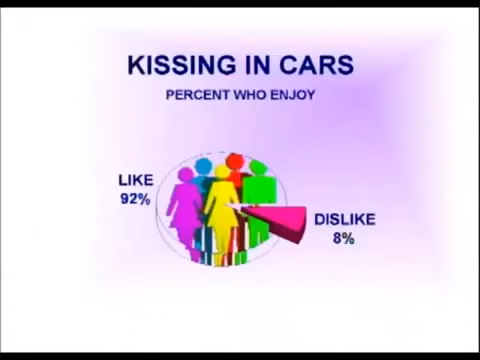 KISSING IN CARS
PERCENT WHO ENJOY
LIKE
92%
DISLIKE
8%